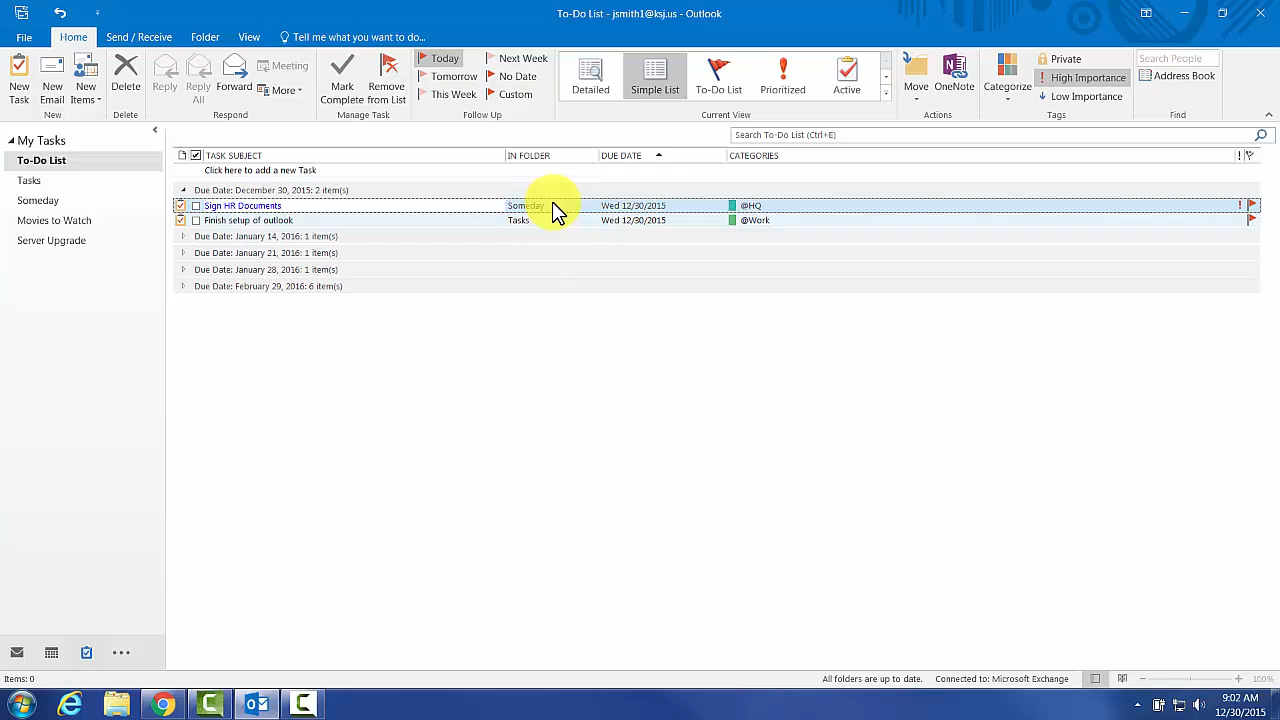 To-Do List - jsmith1@ksj.us - Outlook
File Home Send / Receive Folder View Tell me what you want to do...
New Task
New Email
New Items
Delete
Reply
Reply All
Forward
Meeting
More
Mark Complete
Remove from List
Today
Tomorrow
This Week
Next Week
No Date
Custom
Detailed
Simple List
To-Do List
Prioritized
Active
Move
OneNote
Categorize
Private
High Importance
Low Importance
Search People
Address Book
New Delete Respond Manage Task Follow Up Current View Actions Tags Find
My Tasks
To-Do List
Tasks
Someday
Movies to Watch
Server Upgrade
Search To-Do List (Ctrl+E)
TASK SUBJECT IN FOLDER DUE DATE CATEGORIES
Click here to add a new Task
Due Date: December 30, 2015: 2 item(s)
Sign HR Documents Someday Wed 12/30/2015 @HQ
Finish setup of outlook Tasks Wed 12/30/2015 @Work
Due Date: January 14, 2016: 1 item(s)
Due Date: January 21, 2016: 1 item(s)
Due Date: January 28, 2016: 1 item(s)
Due Date: February 29, 2016: 6 item(s)
Items: 0 All folders are up to date. Connected to: Microsoft Exchange 100%
9:02 AM
12/30/2015